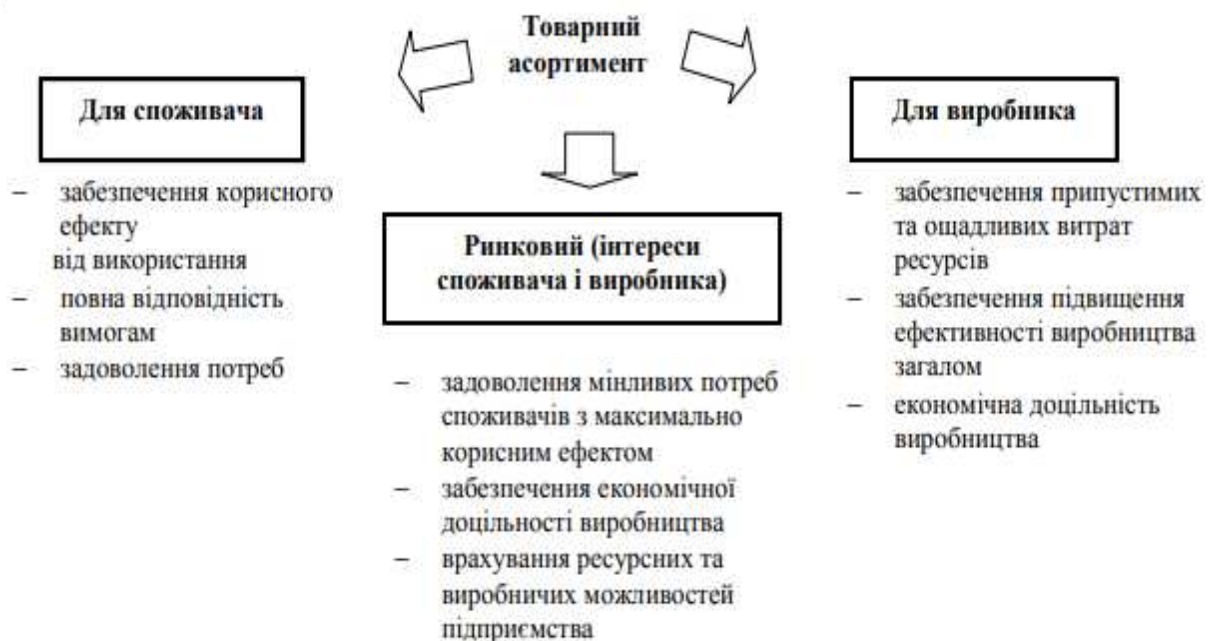 Товарний
асортимент
Для споживача
– забезпечення корисного
ефекту
від використання
– повна відповідність
вимогам
– задоволення потреб
Ринковий (інтереси
споживача і виробника)
– задоволення мінливих потреб
споживачів з максимально
корисним ефектом
– забезпечення економічної
доцільності виробництва
– врахування ресурсних та
виробничих можливостей
підприємства
Для виробника
– забезпечення припустимих
та ощадливих витрат
ресурсів
– забезпечення підвищення
ефективності виробництва
загалом
– економічна доцільність
виробництва